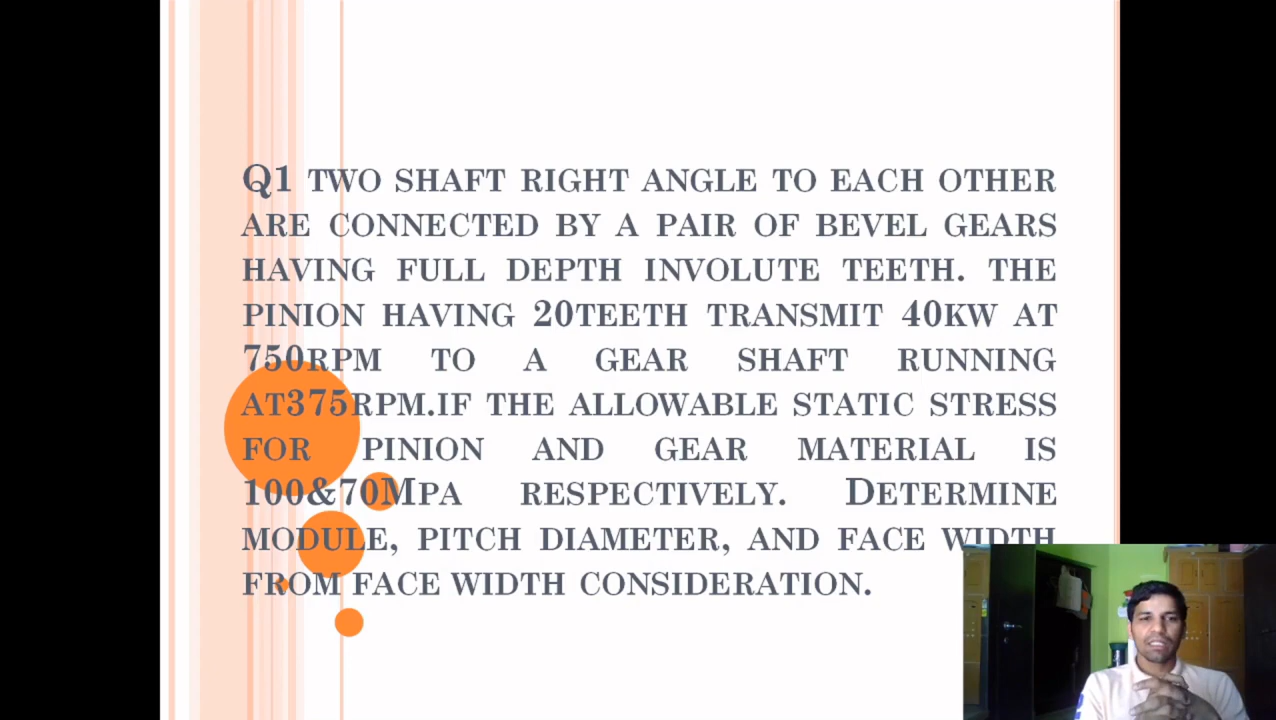 Q1 TWO SHAFT RIGHT ANGLE TO EACH OTHER
ARE CONNECTED BY A PAIR OF BEVEL GEARS
HAVING FULL DEPTH INVOLUTE TEETH. THE
PINION HAVING 20TEETH TRANSMIT 40KW AT
750RPM TO A GEAR SHAFT RUNNING
AT375RPM.IF THE ALLOWABLE STATIC STRESS
FOR PINION AND GEAR MATERIAL IS
100&70MPA RESPECTIVELY. DETERMINE
MODULE, PITCH DIAMETER, AND FACE WIDTH
FROM FACE WIDTH CONSIDERATION.